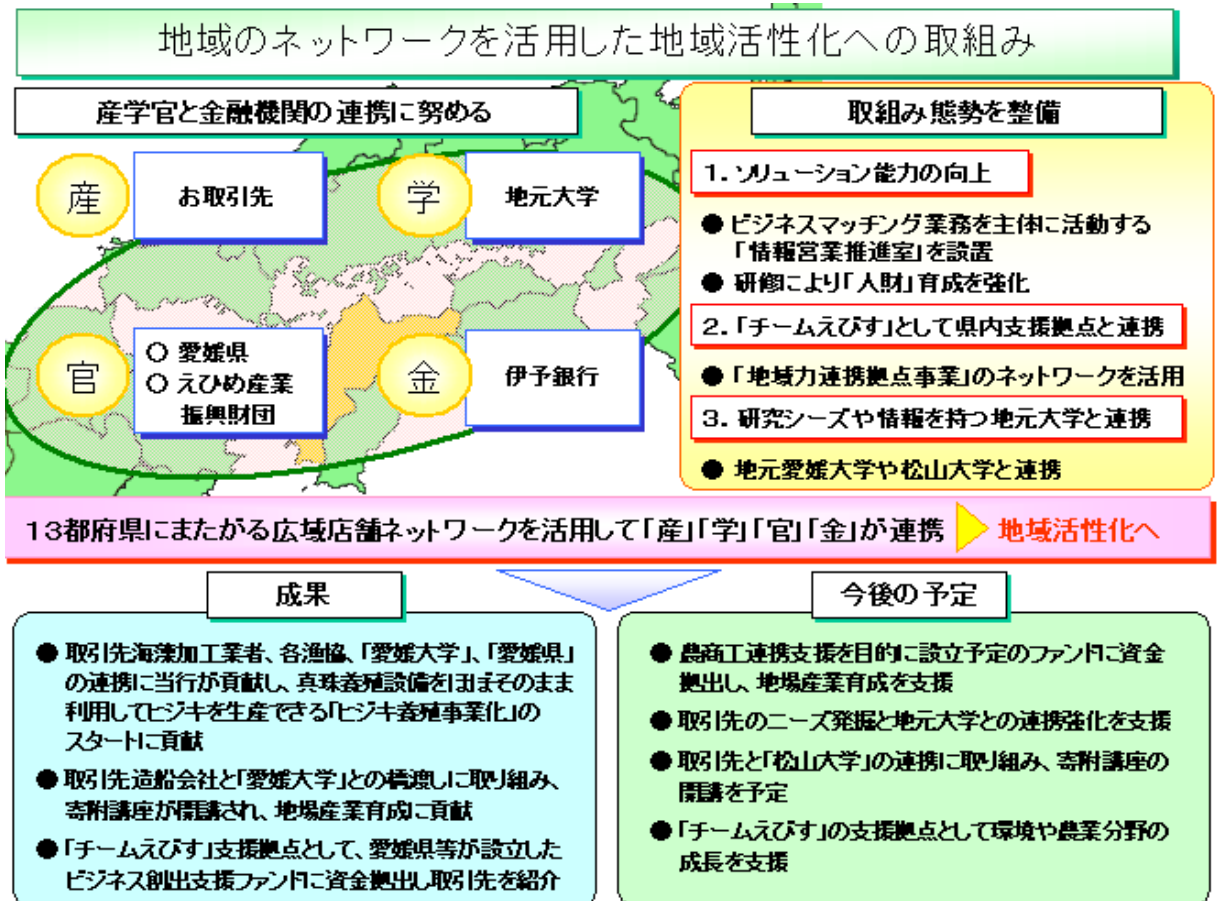 地域のネットワークを活用した地域活性化への取組み
産学官と金融機関の連携に努める
産
お取引先
学
地元大学
官
○ 愛媛県
○ えひめ産業
振興財団
金
伊予銀行
取組み態勢を整備
1. ソリューション能力の向上
● ビジネスマッチング業務を主体に活動する
「情報営業推進室」を設置
● 研修により「人財」育成を強化
2. 「チームえびす」として県内支援拠点と連携
● 「地域力連携拠点事業」のネットワークを活用
3. 研究シーズや情報を持つ地元大学と連携
● 地元愛媛大学や松山大学と連携
13都府県にまたがる広域店舗ネットワークを活用して「産」「学」「官」「金」が連携 地域活性化へ
成果
● 取引先海藻加工業者、各漁協、「愛媛大学」、「愛媛県」
の連携に当行が貢献し、真珠養殖設備をほぼそのまま
利用してヒジキを生産できる「ヒジキ養殖事業化」の
スタートに貢献
● 取引先造船会社と「愛媛大学」との橋渡しに取り組み、
寄附講座が開講され、地場産業育成に貢献
● 「チームえびす」支援拠点として、愛媛県等が設立した
ビジネス創出支援ファンドに資金拠出し取引先を紹介
今後の予定
● 農商工連携支援を目的に設立予定のファンドに資金
拠出し、地場産業育成を支援
● 取引先のニーズ発掘と地元大学との連携強化を支援
● 取引先と「松山大学」の連携に取り組み、寄附講座の
開講を予定
● 「チームえびす」の支援拠点として環境や農業分野の
成長を支援